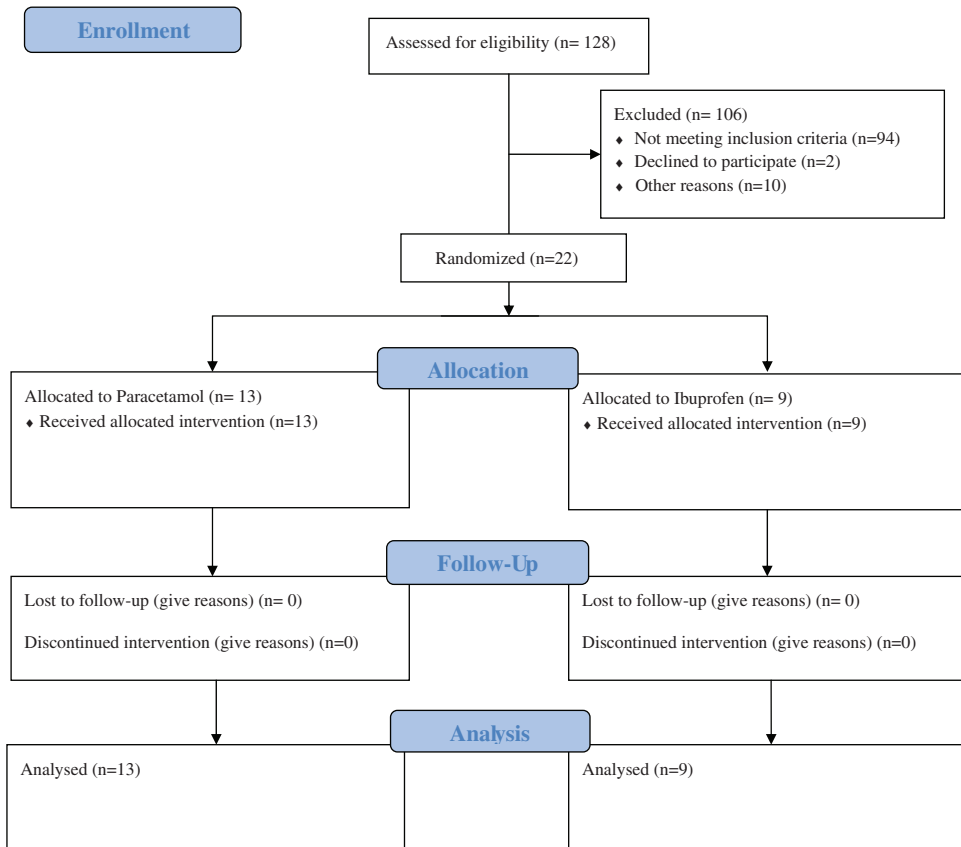 Enrollment
Assessed for eligibility (n= 128)
Excluded (n= 106)
♦ Not meeting inclusion criteria (n=94)
♦ Declined to participate (n=2)
♦ Other reasons (n=10)
Randomized (n=22)
Allocation
Allocated to Paracetamol (n= 13)
♦ Received allocated intervention (n=13)
Allocated to Ibuprofen (n= 9)
♦ Received allocated intervention (n=9)
Follow-Up
Lost to follow-up (give reasons) (n= 0)
Discontinued intervention (give reasons) (n=0)
Lost to follow-up (give reasons) (n= 0)
Discontinued intervention (give reasons) (n=0)
Analysis
Analysed (n=13)
Analysed (n=9)